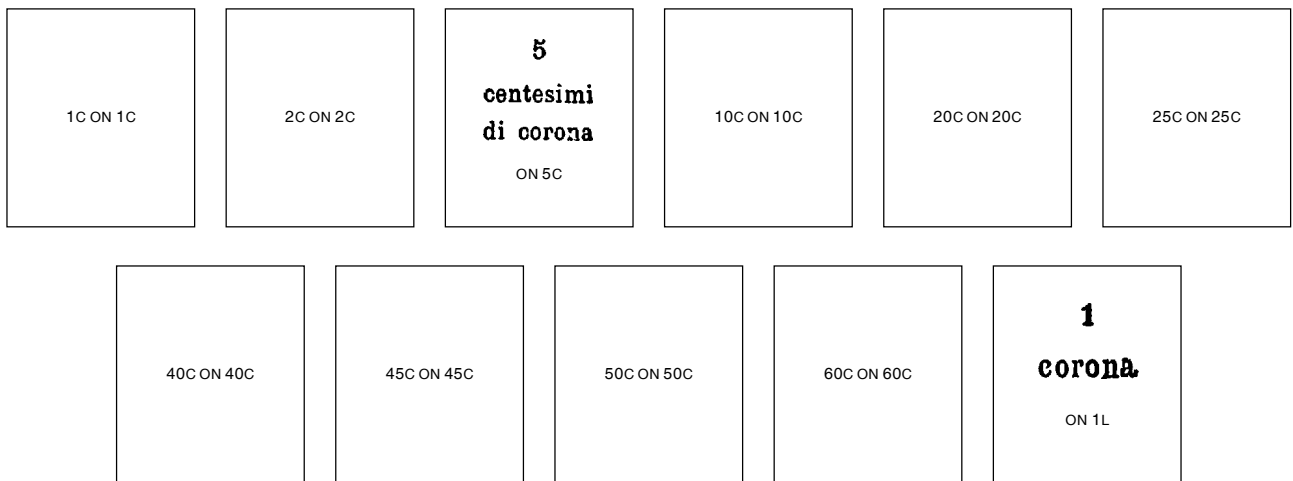 1C ON 1C
2C ON 2C
5
centesimi
di corona
ON 5C
10C ON 10C
20C ON 20C
25C ON 25C
40C ON 40C
45C ON 45C
50C ON 50C
60C ON 60C
1
corona
ON 1L